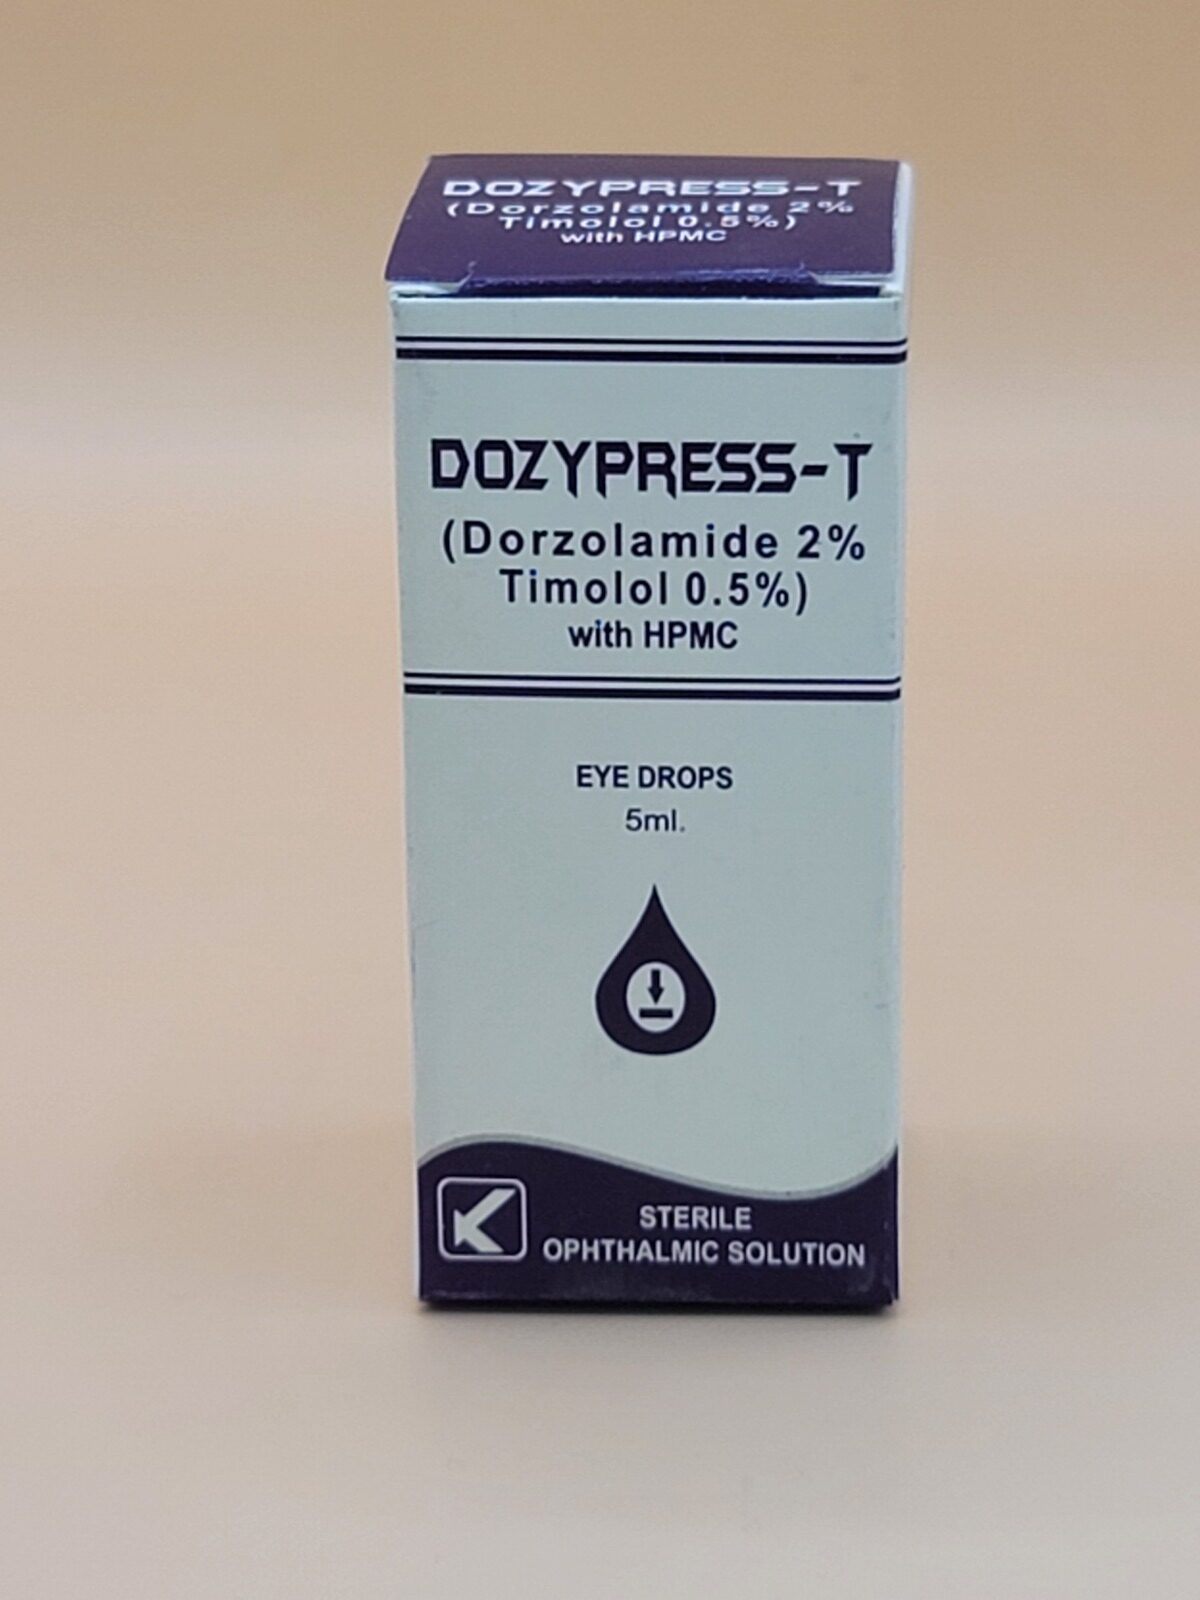 DOZYPRESS-T
(Dorzolamide 2%
Timolol 0.5%)
with HPMC
DOZYPRESS-T
(Dorzolamide 2%
Timolol 0.5%)
with HPMC
EYE DROPS
5ml.
STERILE
OPHTHALMIC SOLUTION